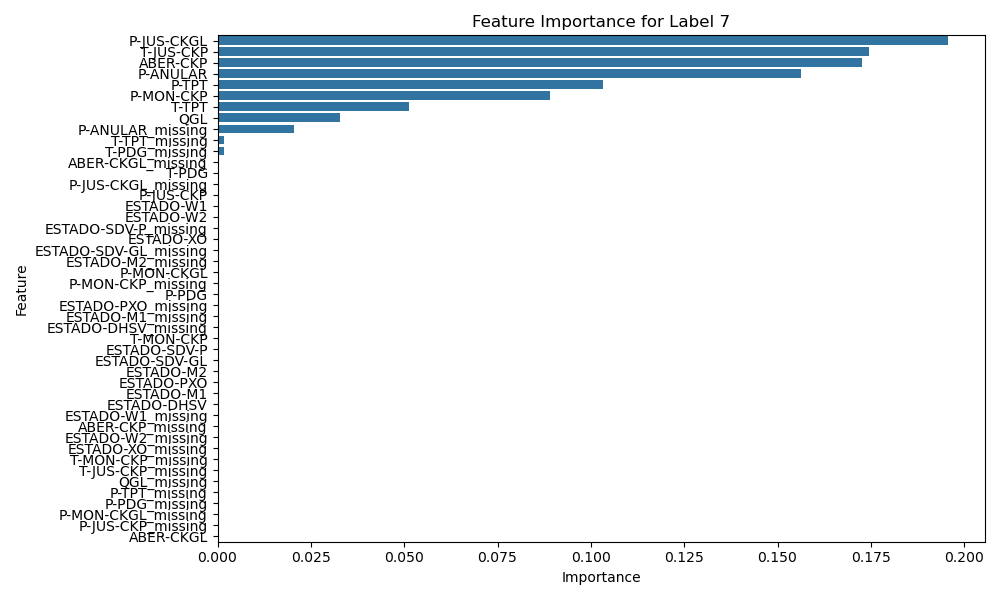 Feature Importance for Label 7
P-JUS-CKGL
T-JUS-CKP
ABER-CKP
P-ANULAR
P-TPT
P-MON-CKP
T-TPT
QGL
P-ANULAR_missing
T-TPT_missing
T-PDG_missing
ABER-CKGL_missing
T-PDG
P-JUS-CKGL_missing
P-JUS-CKP
ESTADO-W1
ESTADO-W2
ESTADO-SDV-P_missing
ESTADO-XO
ESTADO-SDV-GL_missing
ESTADO-M2_missing
P-MON-CKGL
P-MON-CKP_missing
P-PDG
ESTADO-PXO_missing
ESTADO-M1_missing
ESTADO-DHSV_missing
T-MON-CKP
ESTADO-SDV-P
ESTADO-SDV-GL
ESTADO-M2
ESTADO-PXO
ESTADO-M1
ESTADO-DHSV
ESTADO-W1_missing
ABER-CKP_missing
ESTADO-W2_missing
ESTADO-XO_missing
T-MON-CKP_missing
T-JUS-CKP_missing
QGL_missing
P-TPT_missing
P-PDG_missing
P-MON-CKGL_missing
P-JUS-CKP_missing
ABER-CKGL
Feature
0.000 0.025 0.050 0.075 0.100 0.125 0.150 0.175 0.200
Importance